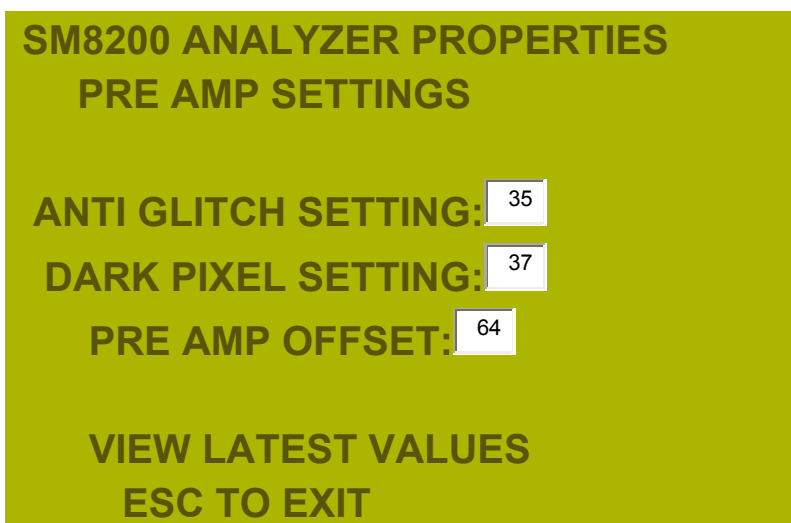 SM8200 ANALYZER PROPERTIES
PRE AMP SETTINGS
ANTI GLITCH SETTING: 35
DARK PIXEL SETTING: 37
PRE AMP OFFSET: 64
VIEW LATEST VALUES
ESC TO EXIT